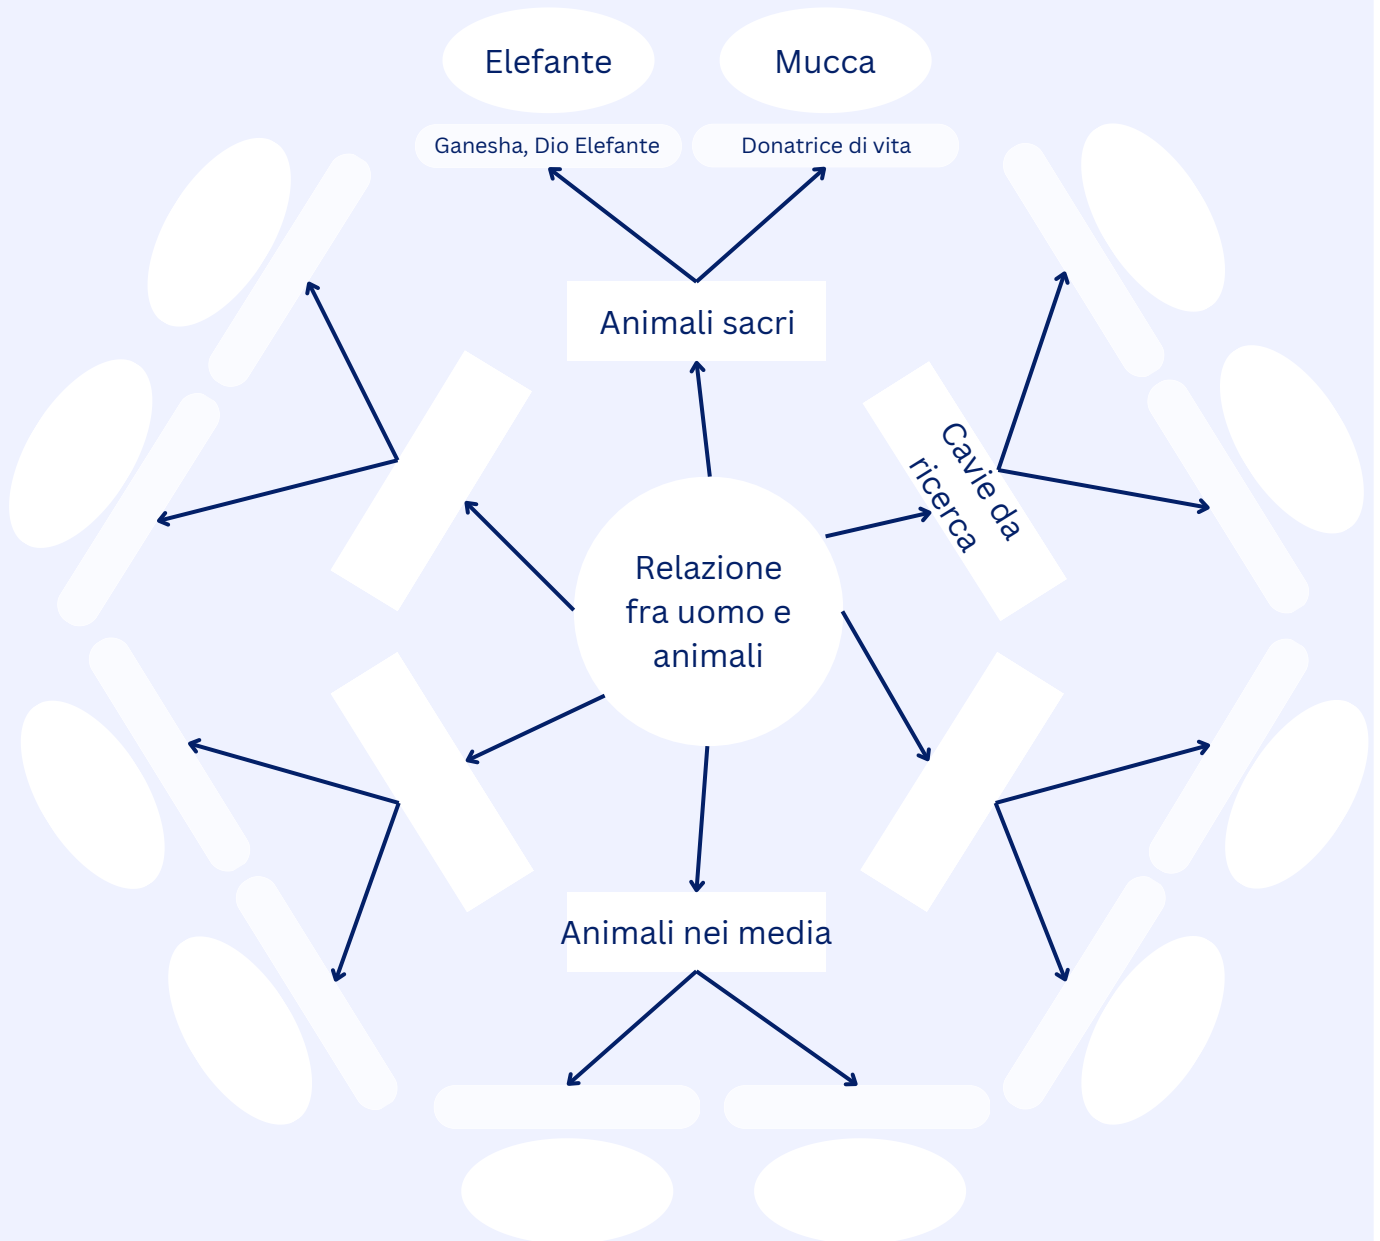 Elefante
Mucca
Ganesha, Dio Elefante
Donatrice di vita
Animali sacri
Cavie da
ricerca
Relazione
fra uomo e
animali
Animali nei media